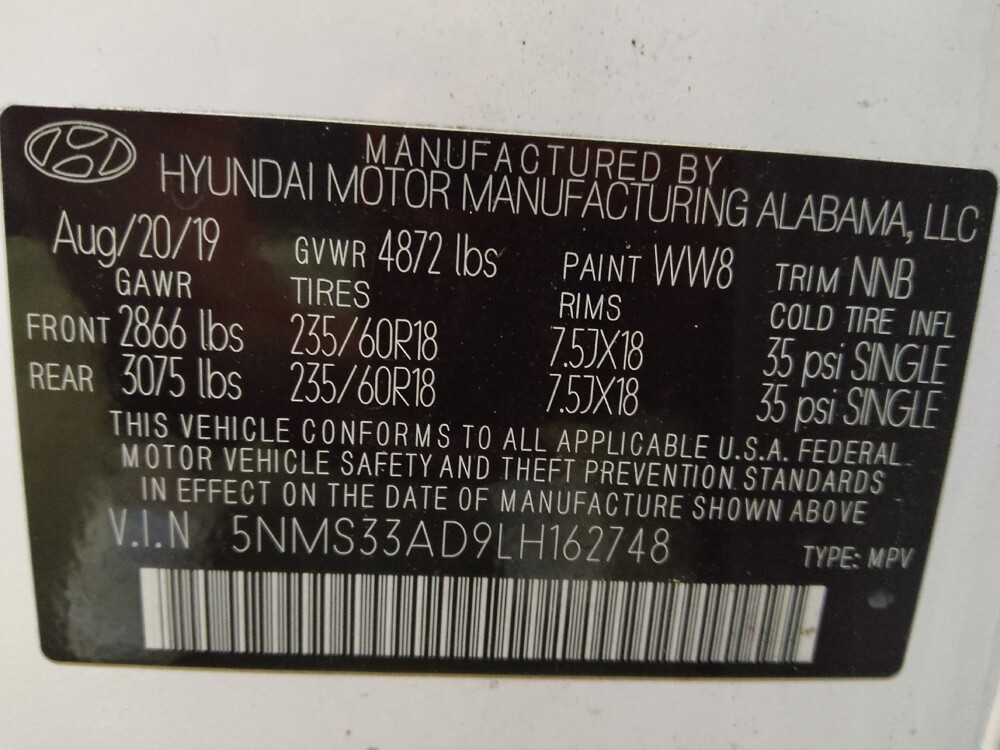 MANUFACTURED BY
HYUNDAI MOTOR MANUFACTURING ALABAMA, LLC
Aug/20/19 GVWR 4872 lbs PAINT WW8 TRIM NNB
GAWR TIRES RIMS COLD TIRE INFL
FRONT 2866 lbs 235/60R18 7.5JX18 35 psi SINGLE
REAR 3075 lbs 235/60R18 7.5JX18 35 psi SINGLE
THIS VEHICLE CONFORMS TO ALL APPLICABLE U.S.A. FEDERAL
MOTOR VEHICLE SAFETY AND THEFT PREVENTION STANDARDS
IN EFFECT ON THE DATE OF MANUFACTURE SHOWN ABOVE
V.I.N 5NMS33AD9LH162748 TYPE: MPV